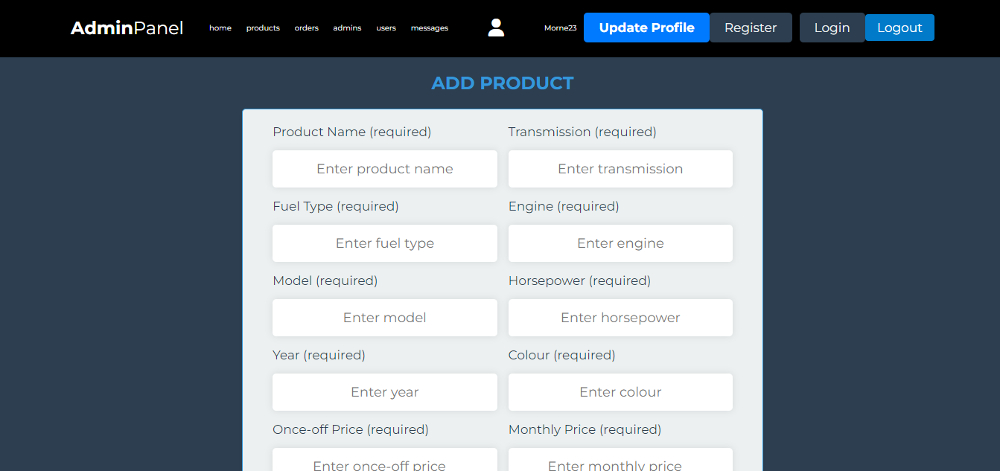 AdminPanel home products orders admins users messages Morne23 Update Profile Register Login Logout
ADD PRODUCT
Product Name (required) Transmission (required)
Enter product name Enter transmission
Fuel Type (required) Engine (required)
Enter fuel type Enter engine
Model (required) Horsepower (required)
Enter model Enter horsepower
Year (required) Colour (required)
Enter year Enter colour
Once-off Price (required) Monthly Price (required)
Enter once-off price Enter monthly price